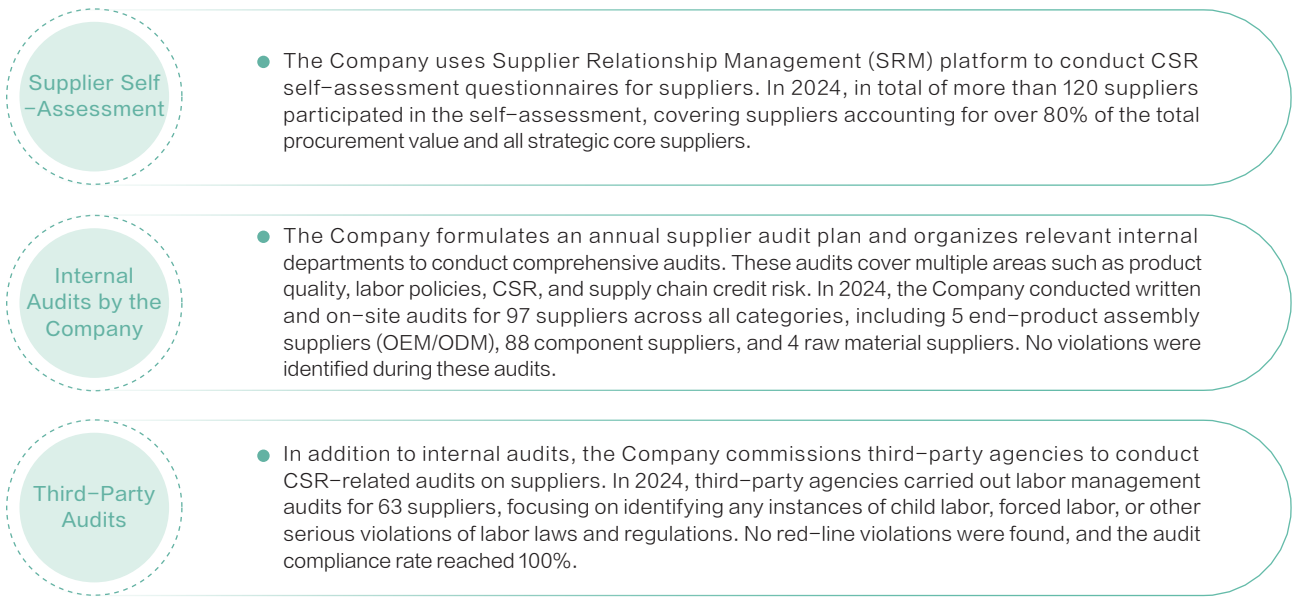 Supplier Self
-Assessment
The Company uses Supplier Relationship Management (SRM) platform to conduct CSR
self-assessment questionnaires for suppliers. In 2024, in total of more than 120 suppliers
participated in the self-assessment, covering suppliers accounting for over 80% of the total
procurement value and all strategic core suppliers.
Internal
Audits by the
Company
The Company formulates an annual supplier audit plan and organizes relevant internal
departments to conduct comprehensive audits. These audits cover multiple areas such as product
quality, labor policies, CSR, and supply chain credit risk. In 2024, the Company conducted written
and on-site audits for 97 suppliers across all categories, including 5 end-product assembly
suppliers (OEM/ODM), 88 component suppliers, and 4 raw material suppliers. No violations were
identified during these audits.
Third-Party
Audits
In addition to internal audits, the Company commissions third-party agencies to conduct
CSR-related audits on suppliers. In 2024, third-party agencies carried out labor management
audits for 63 suppliers, focusing on identifying any instances of child labor, forced labor, or other
serious violations of labor laws and regulations. No red-line violations were found, and the audit
compliance rate reached 100%.